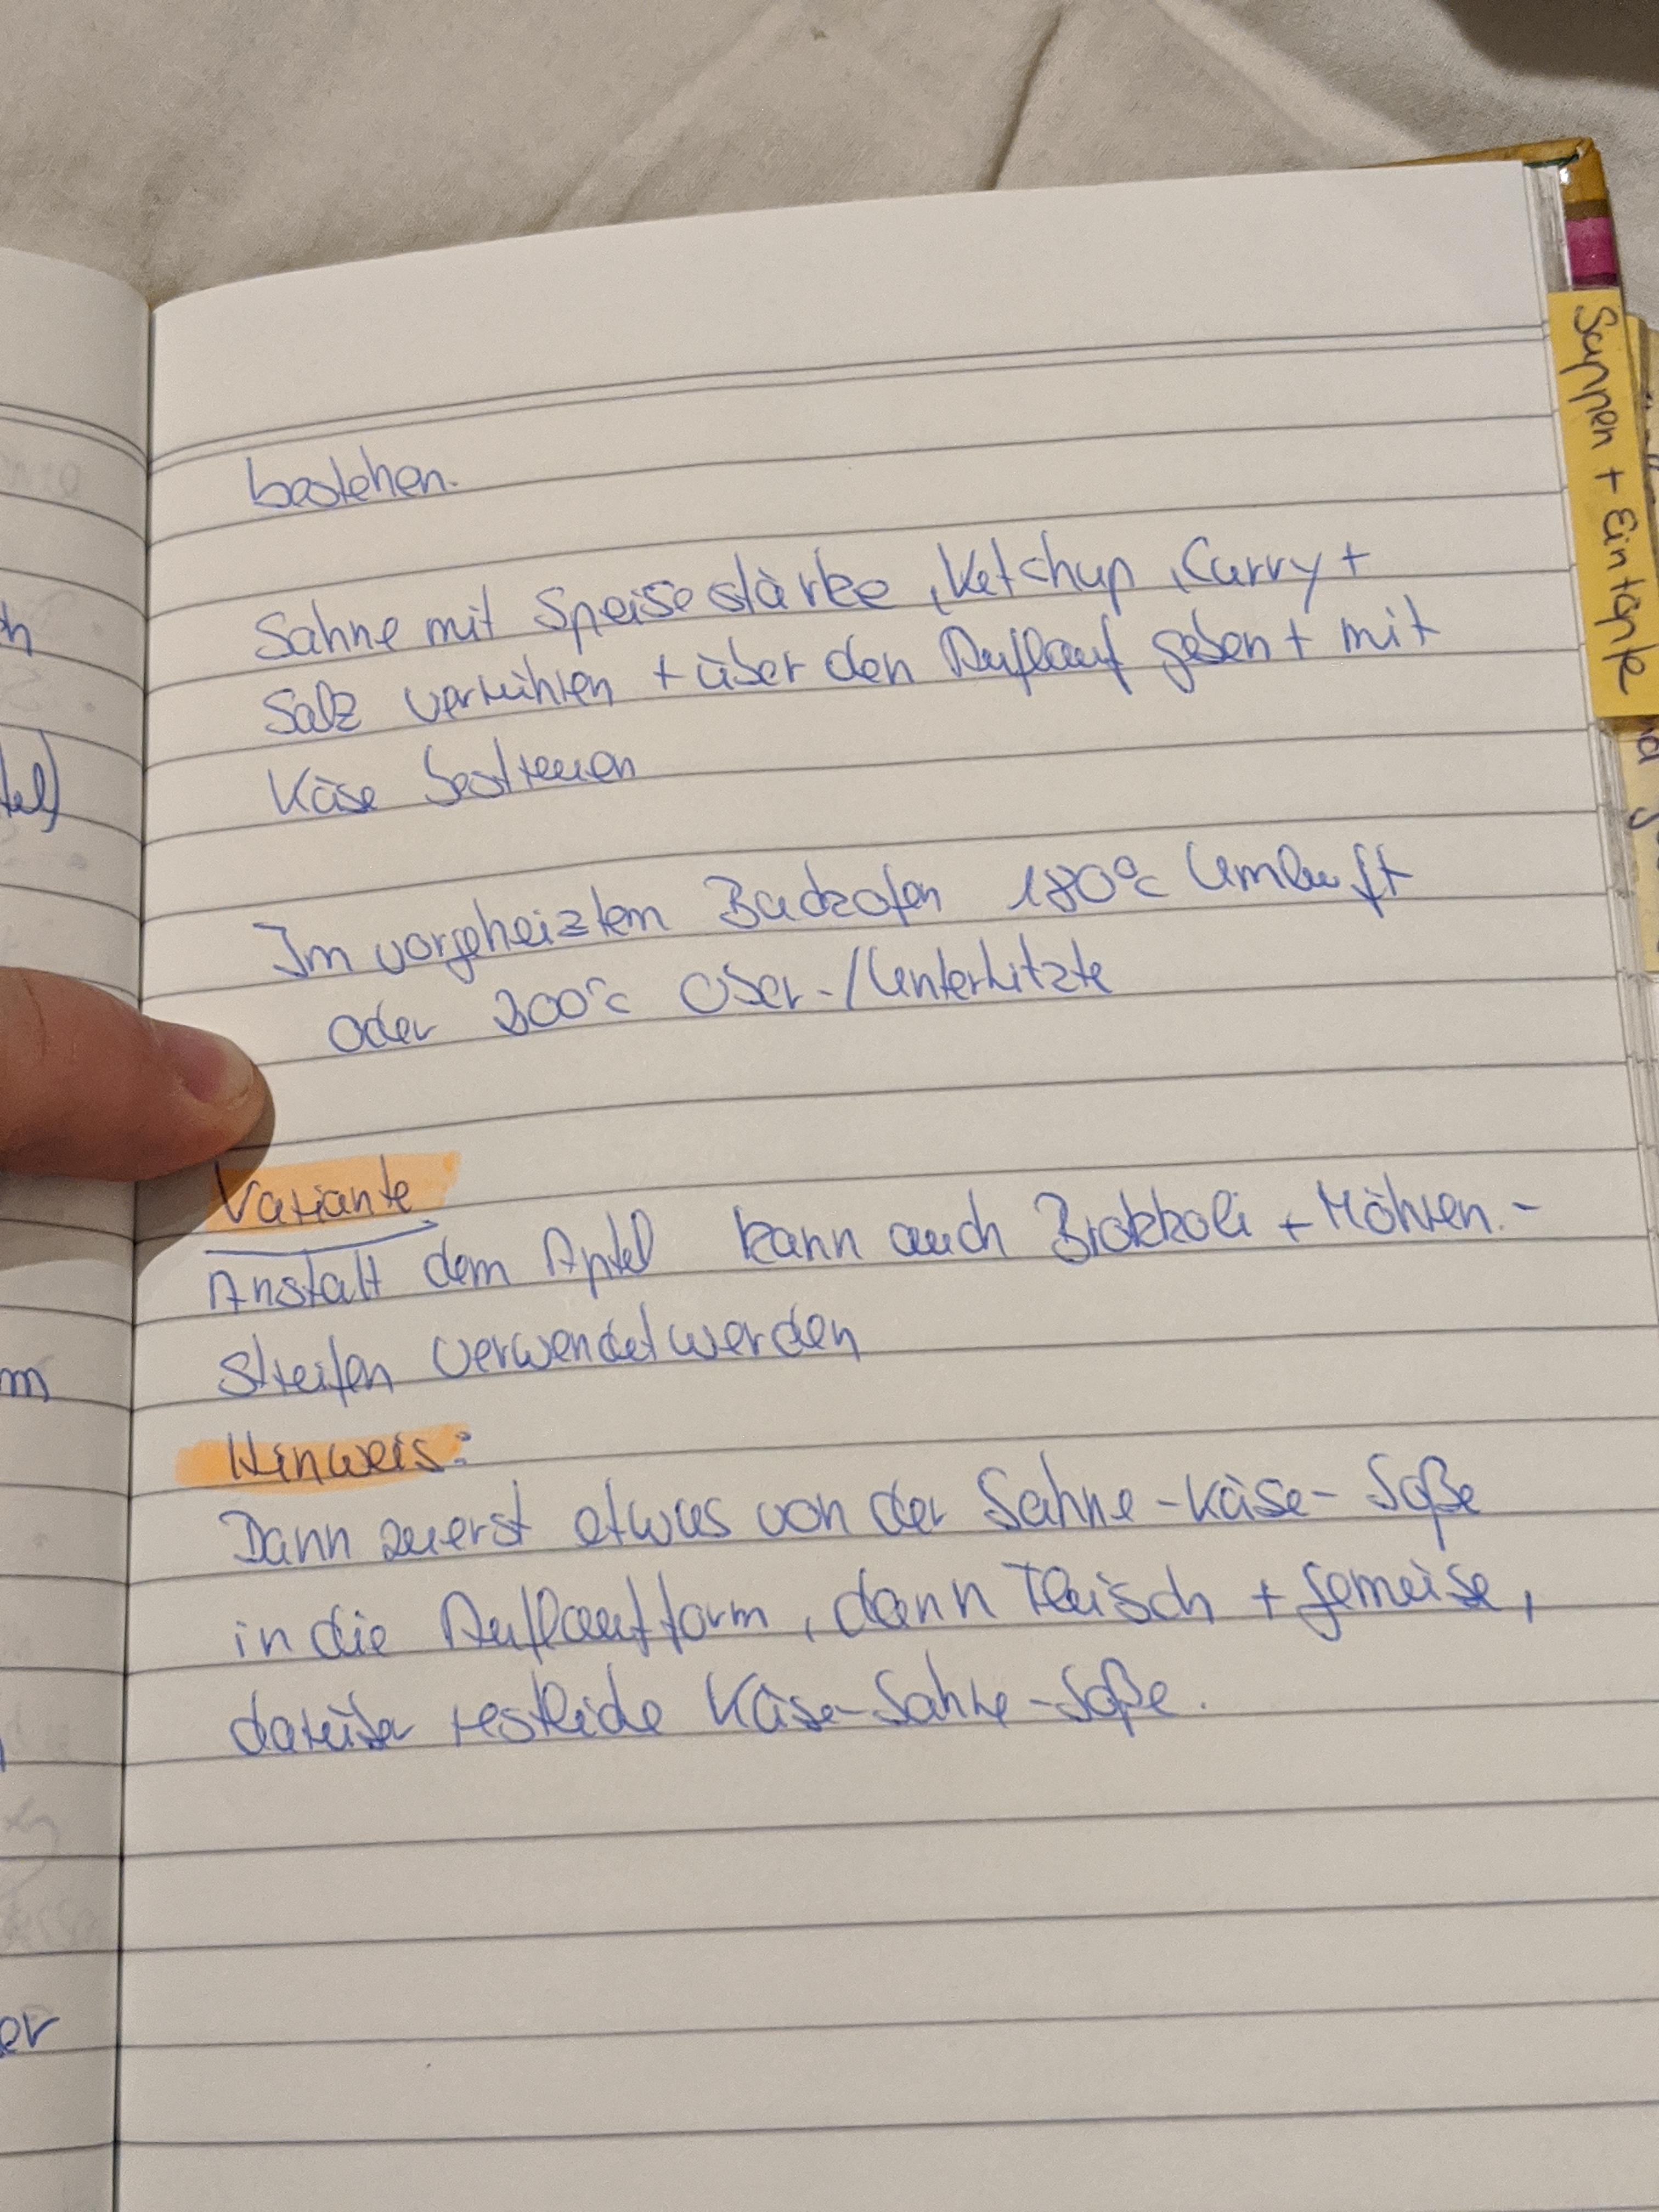 bestehen.
Sahne mit Speisestärke, Ketchup, Curry +
Salz verrühren + über den Auflauf geben + mit
Käse bestreuen
Im vorgeheiztem Backofen 180°C Umluft
oder 200°C Ober-/Unterhitzte
Variante
Anstatt dem Apfel kann auch Brokkoli + Möhren.-
streifen verwendet werden
Hinweis:
Dann zuerst etwas von der Sahne-Käse-Soße
in die Auflaufform, dann Fleisch + Gemüse,
darüber restliche Käse-Sahne-Soße.
Suppen + Eintöpfe
m
er